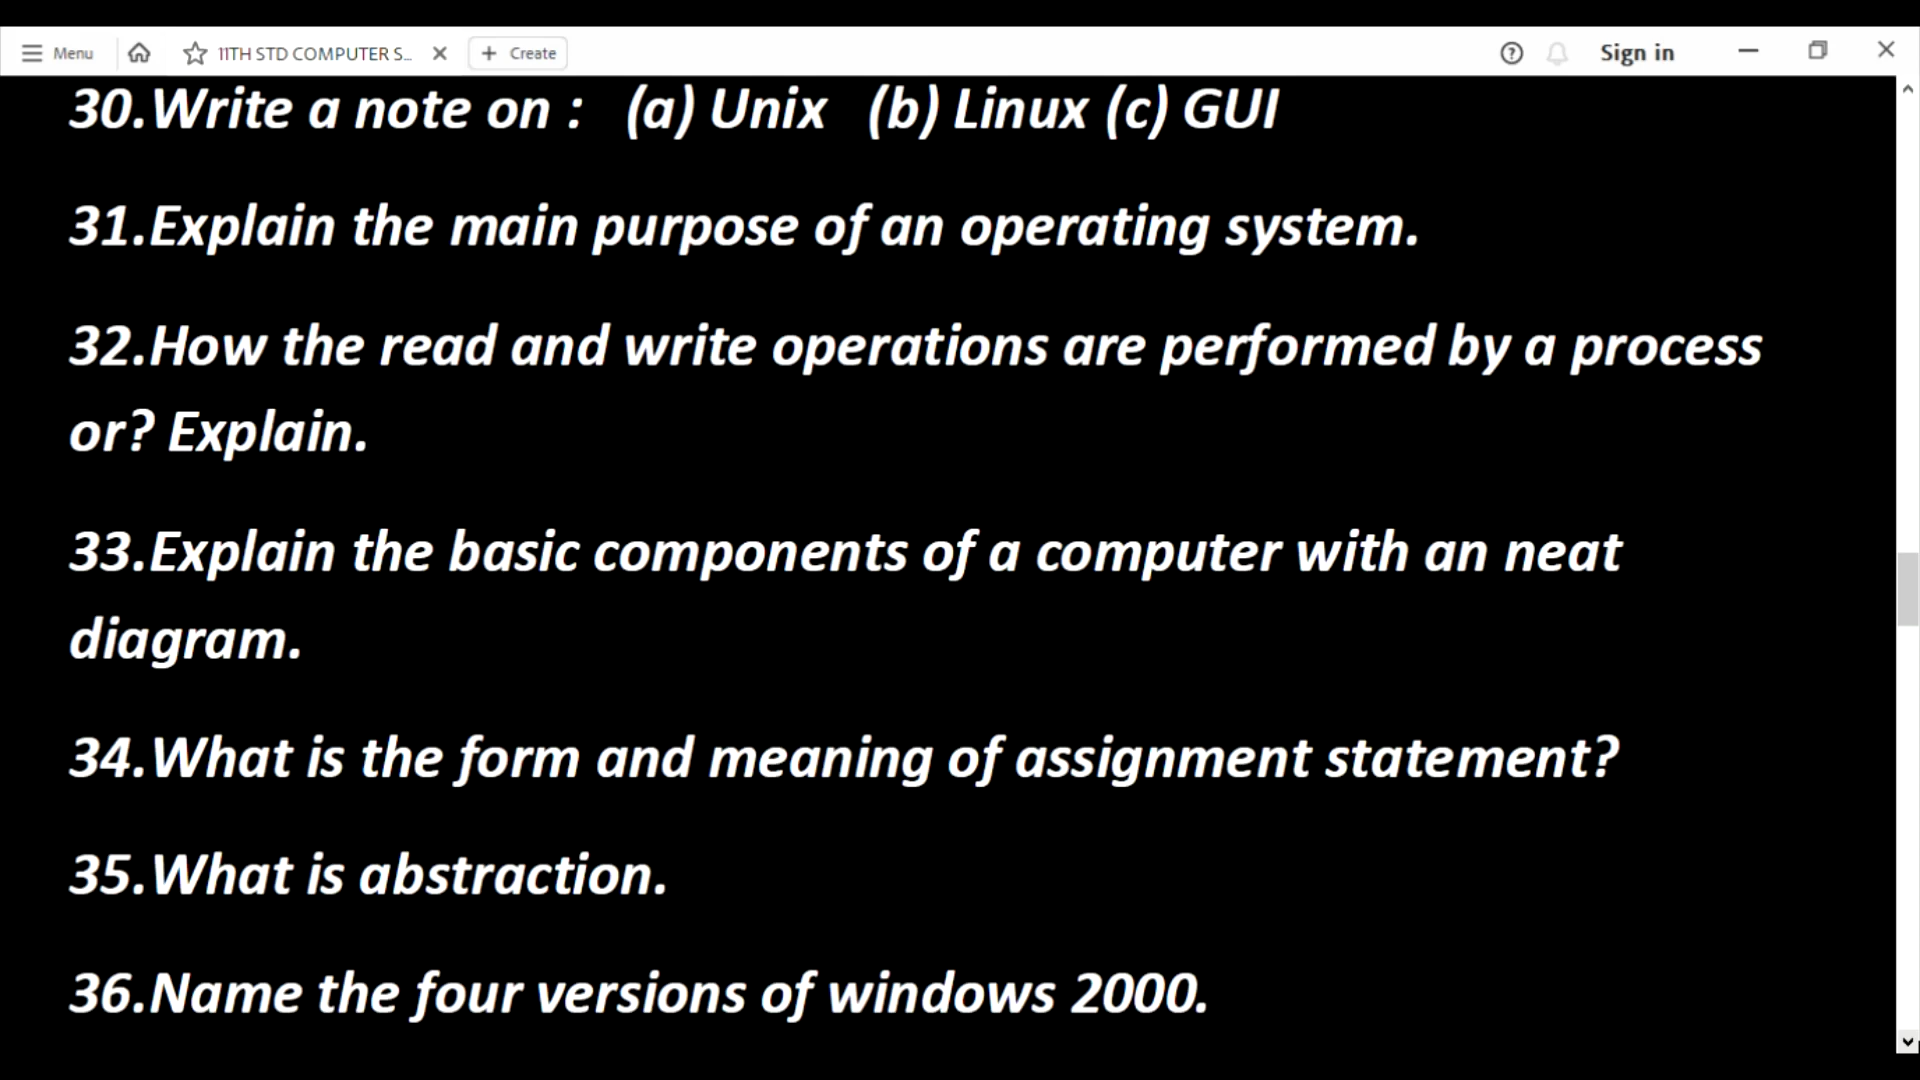 Menu 11TH STD COMPUTER S... Create Sign in
30.Write a note on : (a) Unix (b) Linux (c) GUI
31.Explain the main purpose of an operating system.
32.How the read and write operations are performed by a process
or? Explain.
33.Explain the basic components of a computer with an neat
diagram.
34.What is the form and meaning of assignment statement?
35.What is abstraction.
36.Name the four versions of windows 2000.